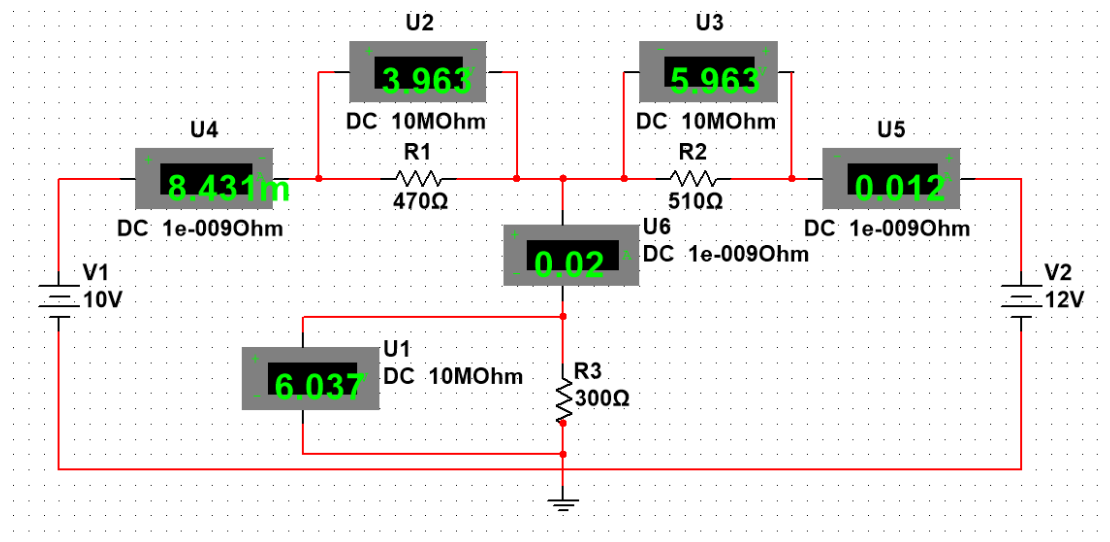 U2
3.963 V
DC 10MOhm
U3
5.963 V
DC 10MOhm
U4
8.431m A
DC 1e-009Ohm
R1
470Ω
R2
510Ω
U5
0.012 A
DC 1e-009Ohm
U6
0.02 A
DC 1e-009Ohm
V1
10V
V2
12V
U1
6.037 V
DC 10MOhm
R3
300Ω